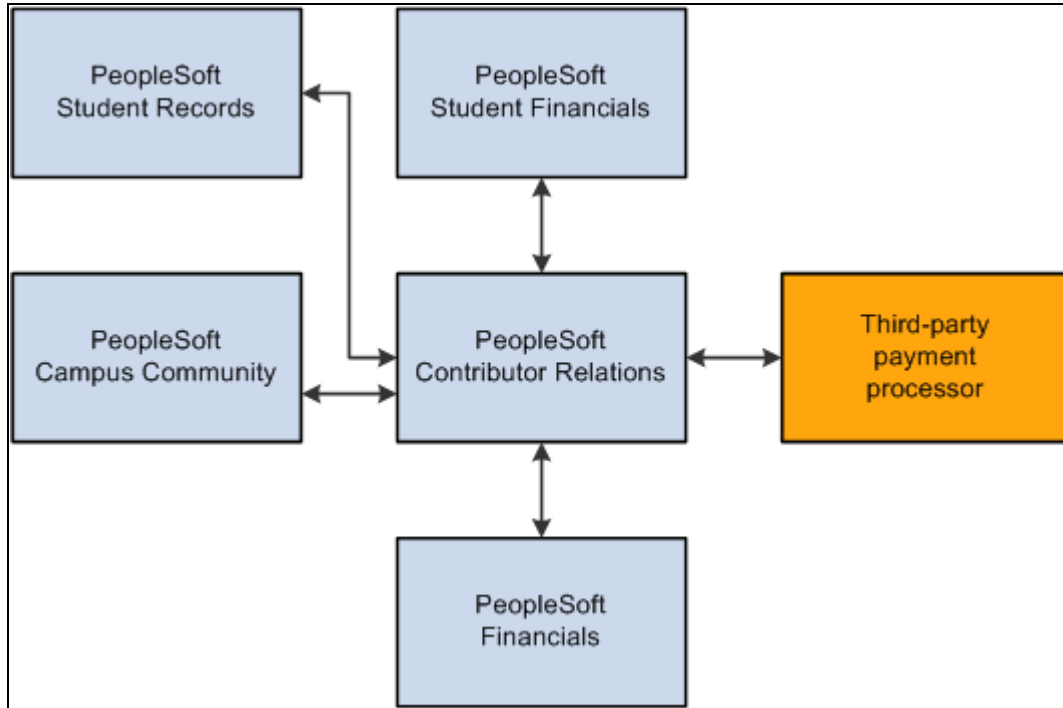 PeopleSoft
Student Records
PeopleSoft
Student Financials
PeopleSoft
Campus Community
PeopleSoft
Contributor Relations
Third-party
payment
processor
PeopleSoft
Financials